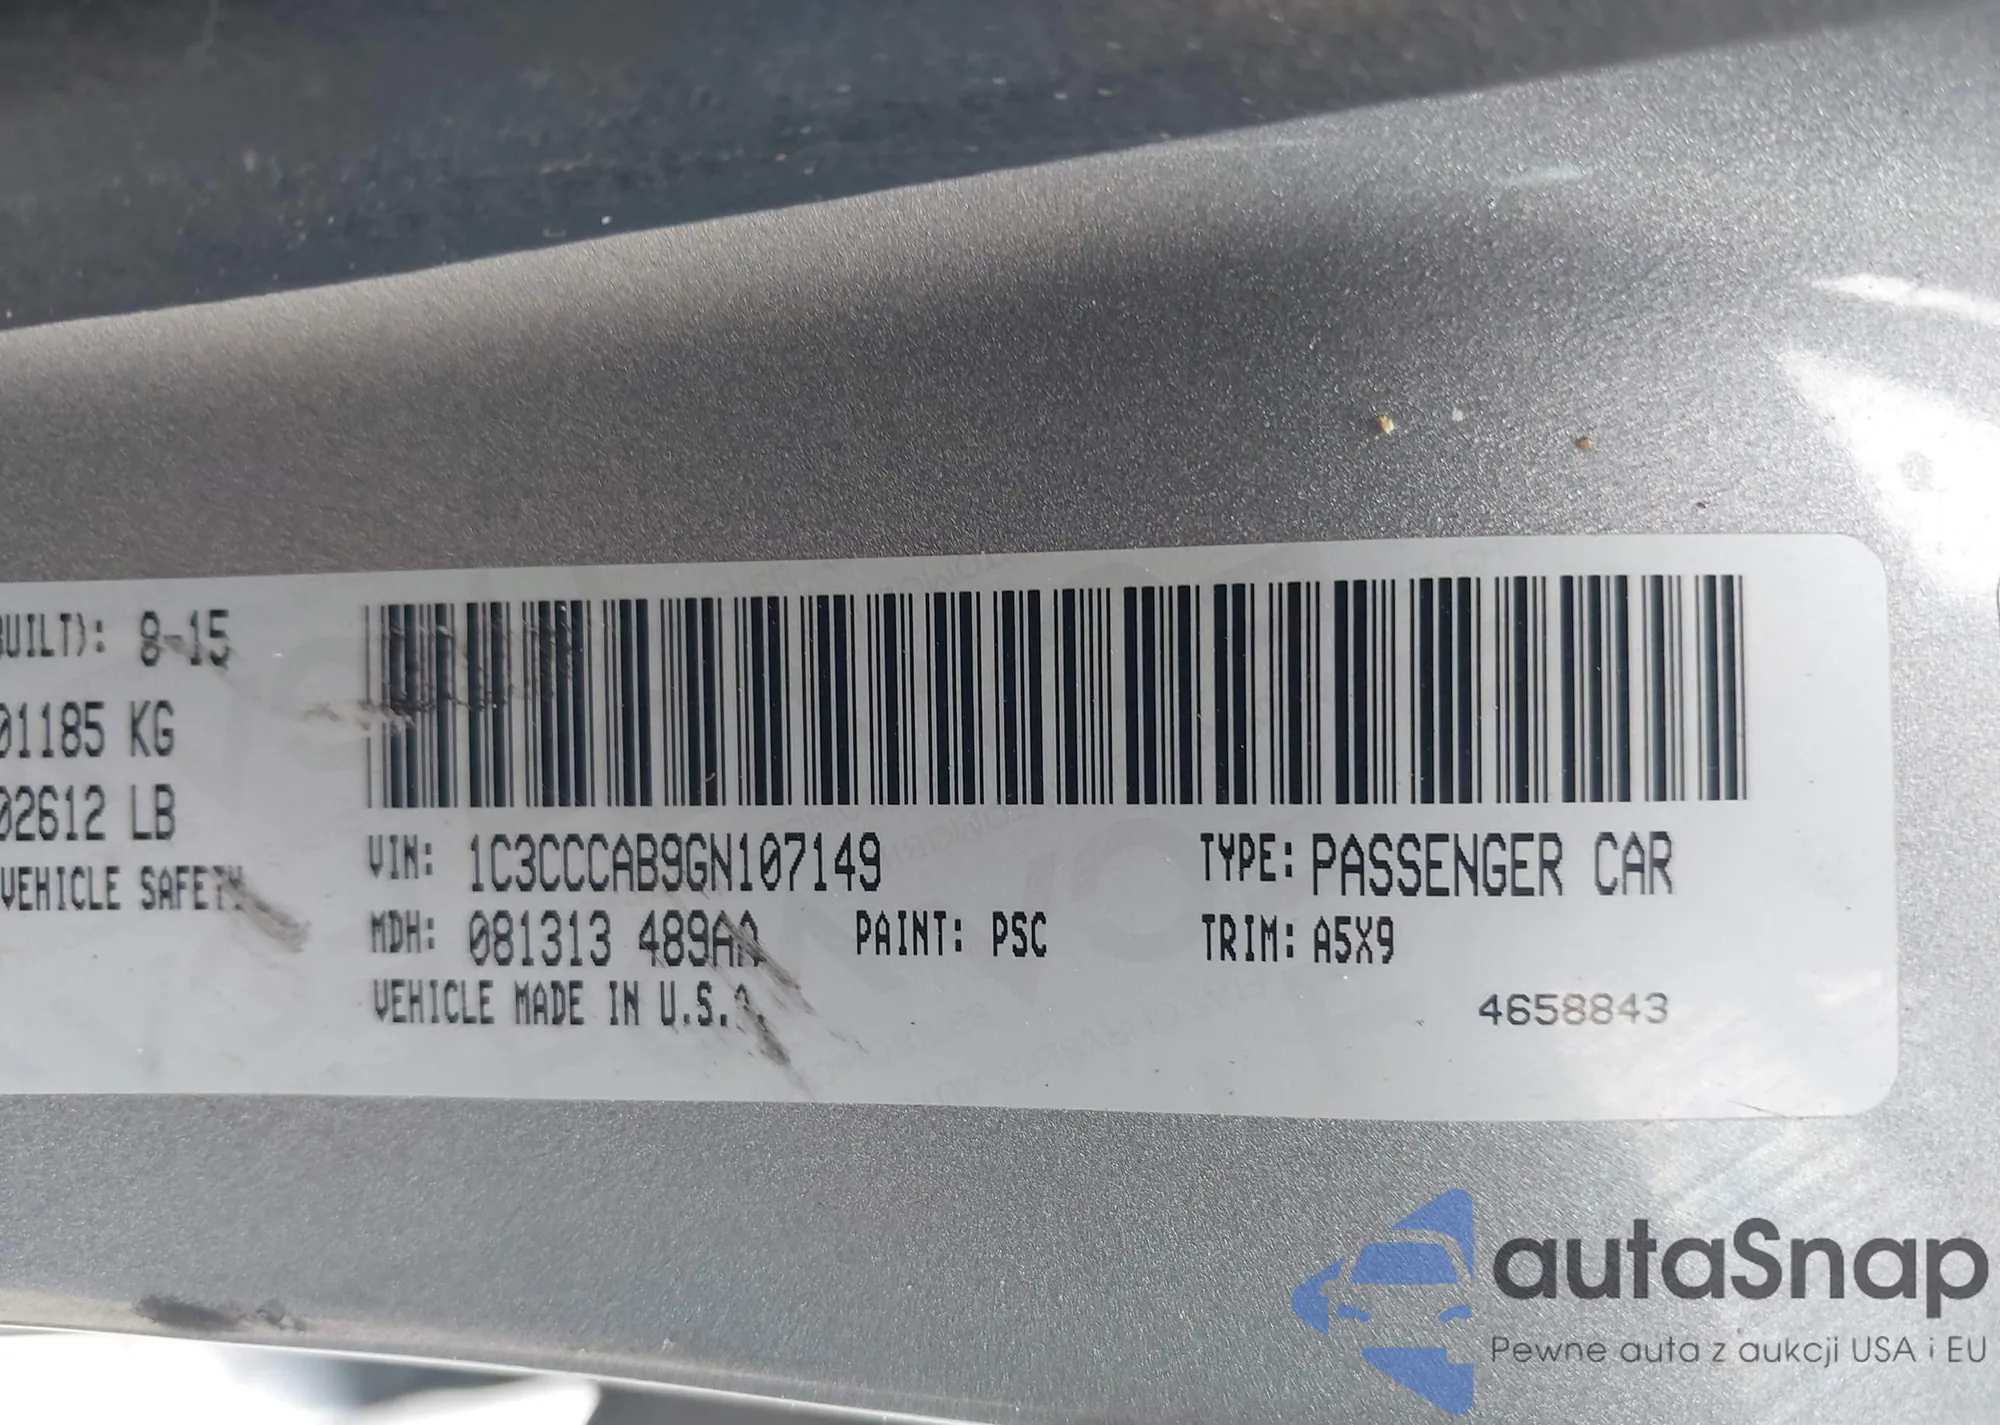 BUILT): 8-15
01185 KG
02612 LB
VEHICLE SAFETY
VIN: 1C3CCCAB9GN107149 TYPE: PASSENGER CAR
MDH: 081313 489AA PAINT: PSC TRIM: A5X9
VEHICLE MADE IN U.S.A.
4658843
autaSnap
Pewne auta z aukcji USA i EU